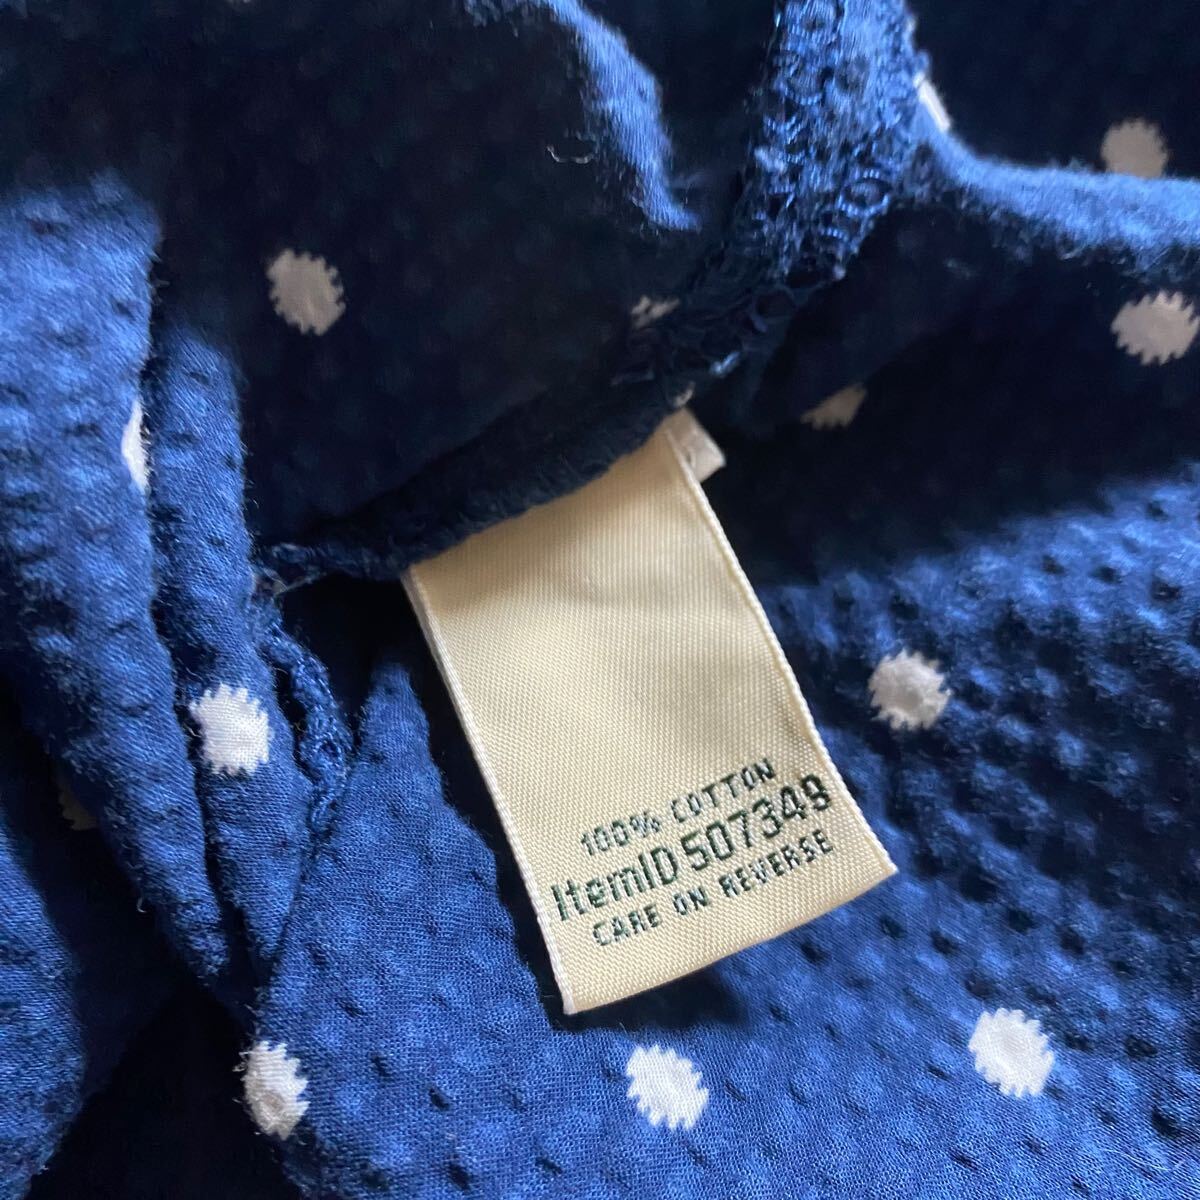 100% COTTON
ItemID 507349
CARE ON REVERSE